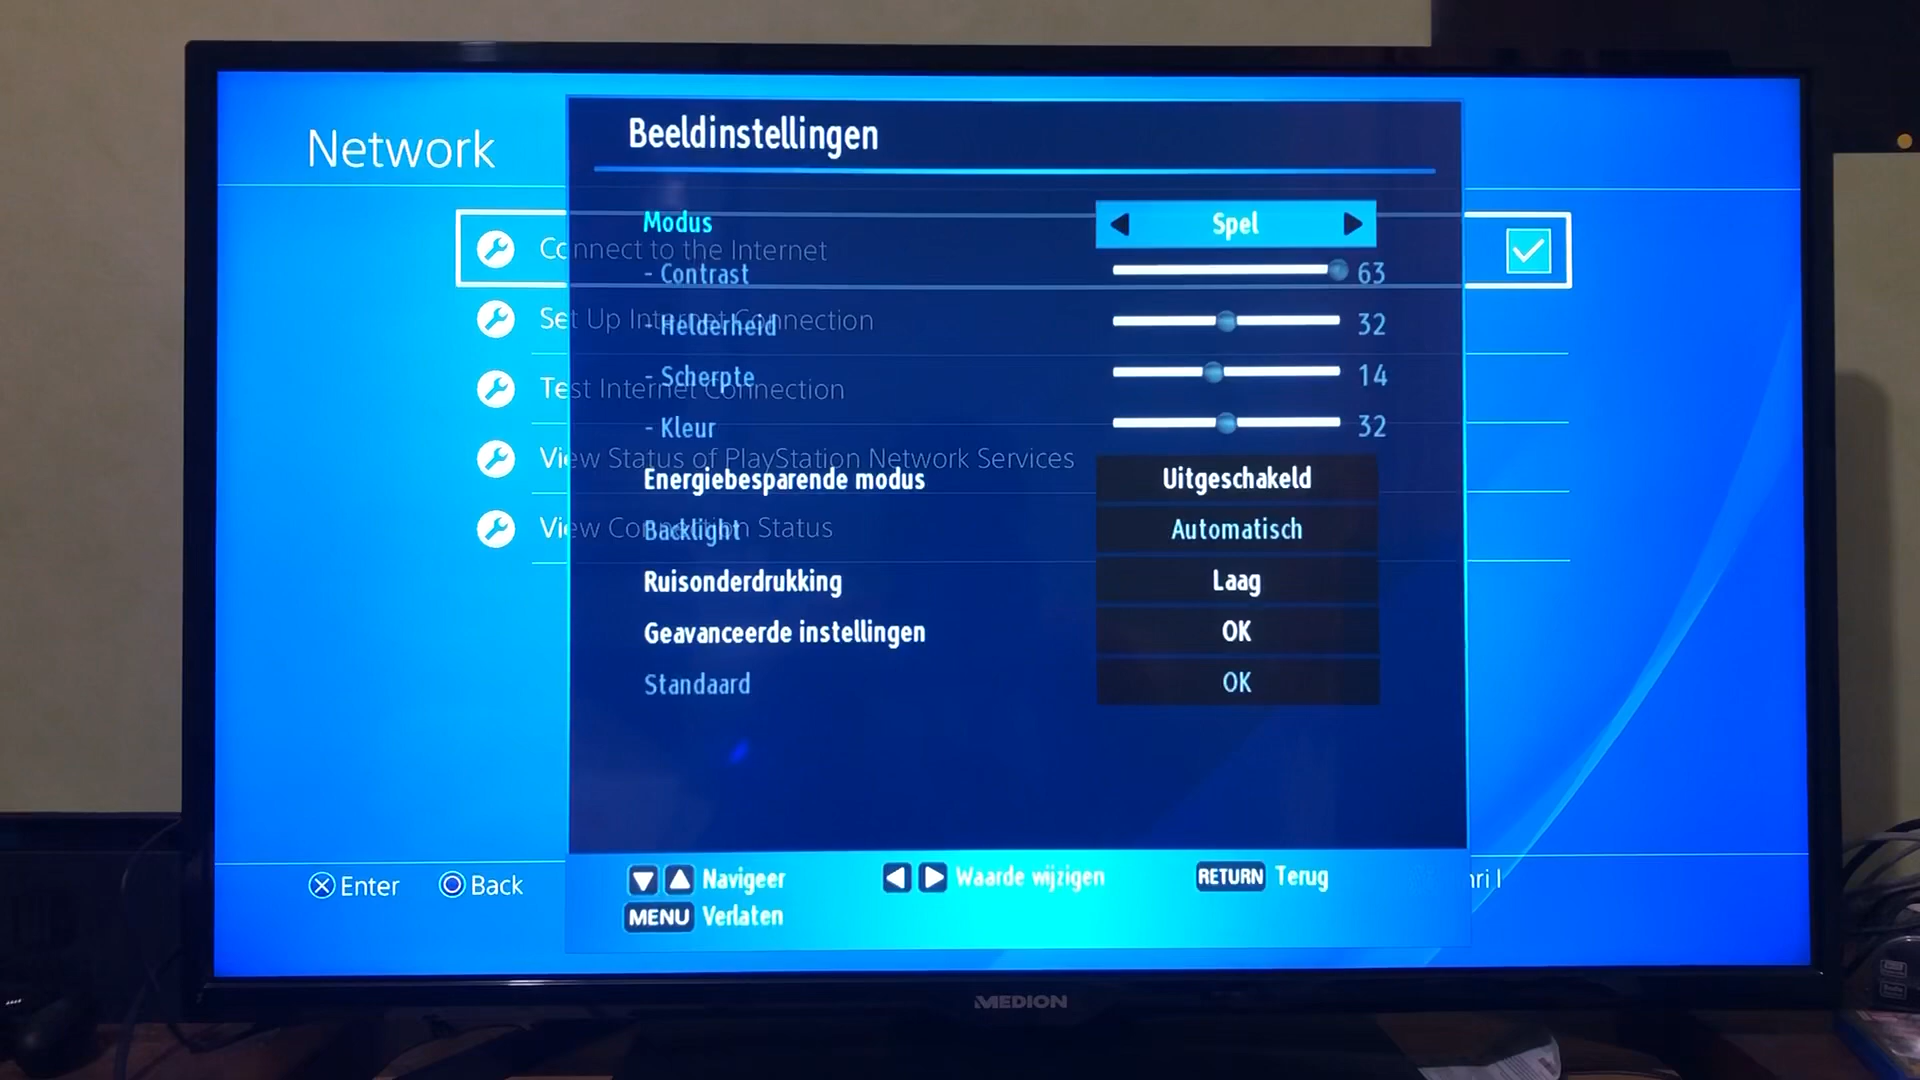 Network
Beeldinstellingen
Modus Spel
Connect to the Internet
- Contrast 63
Set Up Internet Connection
- Helderheid 32
- Scherpte 14
Test Internet Connection
- Kleur 32
View Status of PlayStation Network Services
Energiebesparende modus Uitgeschakeld
View Connection Status
Backlight Automatisch
Ruisonderdrukking Laag
Geavanceerde instellingen OK
Standaard OK
Enter Back
Navigeer Waarde wijzigen RETURN Terug
MENU Verlaten
MEDION